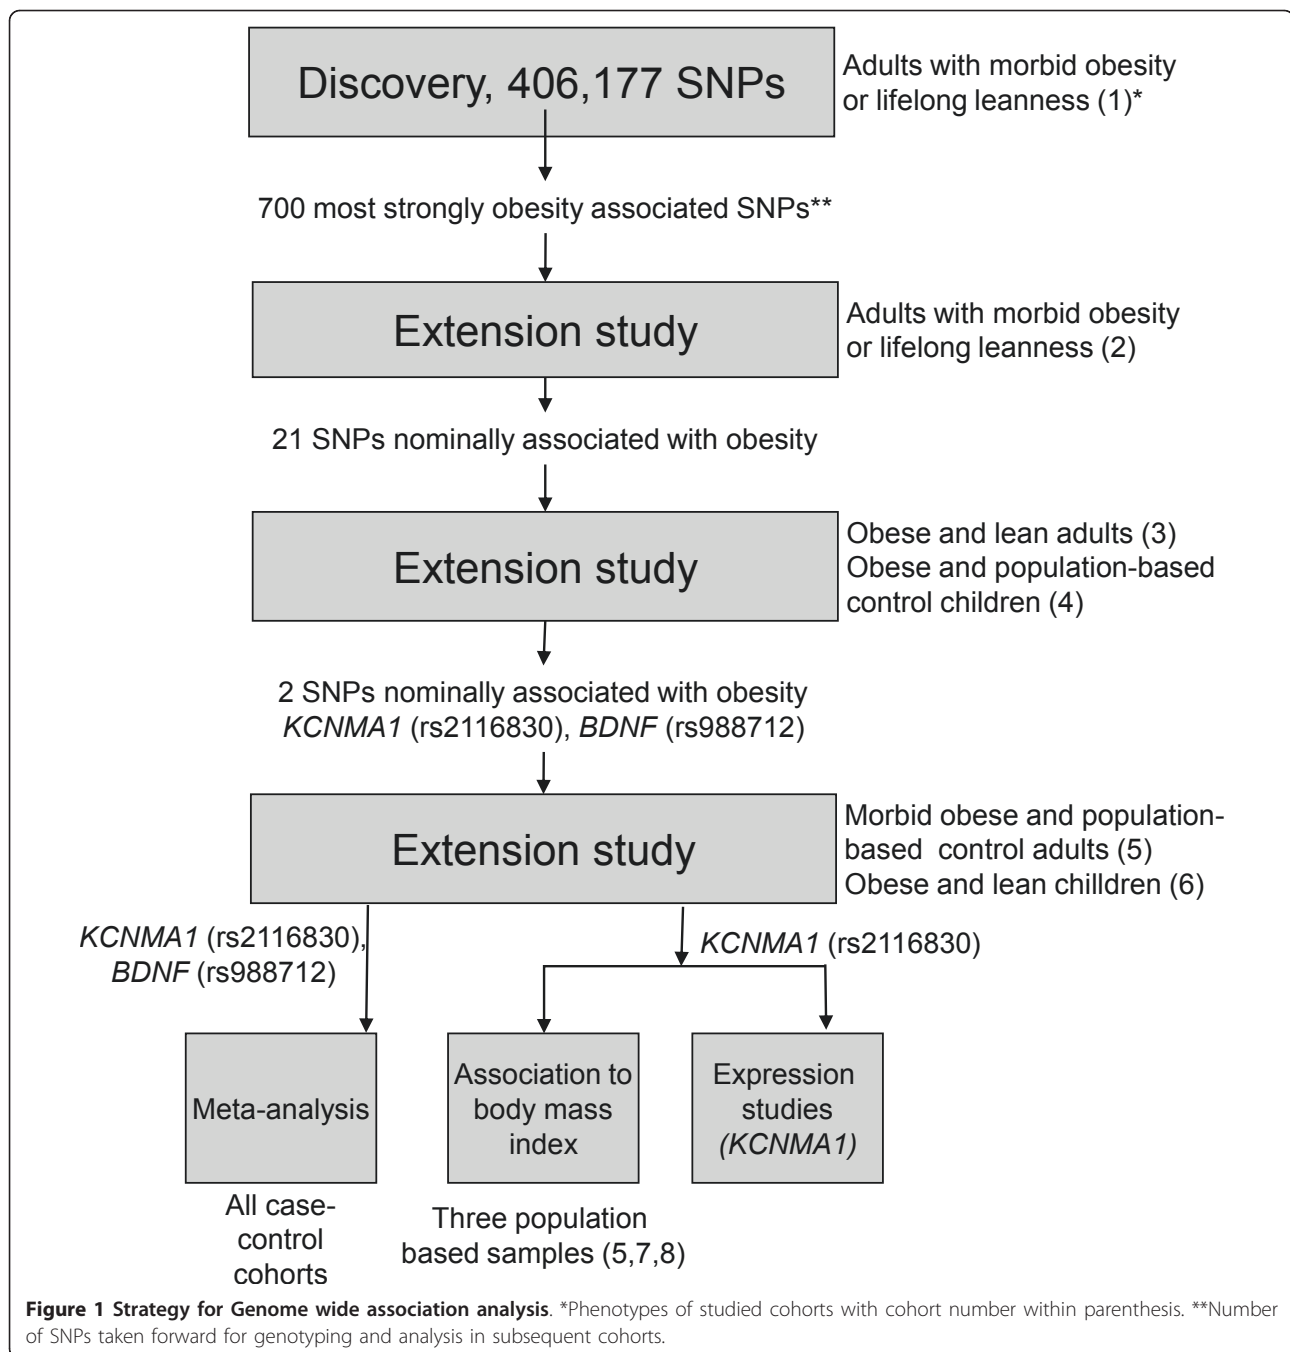 Discovery, 406,177 SNPs
Adults with morbid obesity
or lifelong leanness (1)*
700 most strongly obesity associated SNPs**
Extension study
Adults with morbid obesity
or lifelong leanness (2)
21 SNPs nominally associated with obesity
Extension study
Obese and lean adults (3)
Obese and population-based
control children (4)
2 SNPs nominally associated with obesity
KCNMA1 (rs2116830), BDNF (rs988712)
Extension study
Morbid obese and population-
based control adults (5)
Obese and lean chilldren (6)
KCNMA1 (rs2116830),
BDNF (rs988712)
KCNMA1 (rs2116830)
Meta-analysis
Association to
body mass
index
Expression
studies
(KCNMA1)
All case-
control
cohorts
Three population
based samples (5,7,8)
Figure 1 Strategy for Genome wide association analysis. *Phenotypes of studied cohorts with cohort number within parenthesis. **Number
of SNPs taken forward for genotyping and analysis in subsequent cohorts.